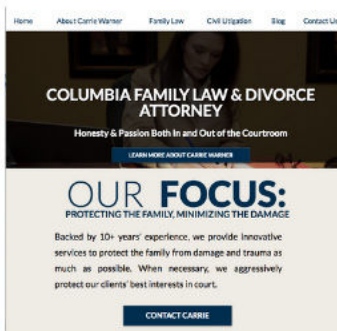 Home About Carrie Warner Family Law Civil Litigation Blog Contact Us
COLUMBIA FAMILY LAW & DIVORCE
ATTORNEY
Honesty & Passion Both In and Out of the Courtroom
LEARN MORE ABOUT CARRIE WARNER
OUR FOCUS:
PROTECTING THE FAMILY, MINIMIZING THE DAMAGE
Backed by 10+ years' experience, we provide innovative
services to protect the family from damage and trauma as
much as possible. When necessary, we aggressively
protect our clients' best interests in court.
CONTACT CARRIE